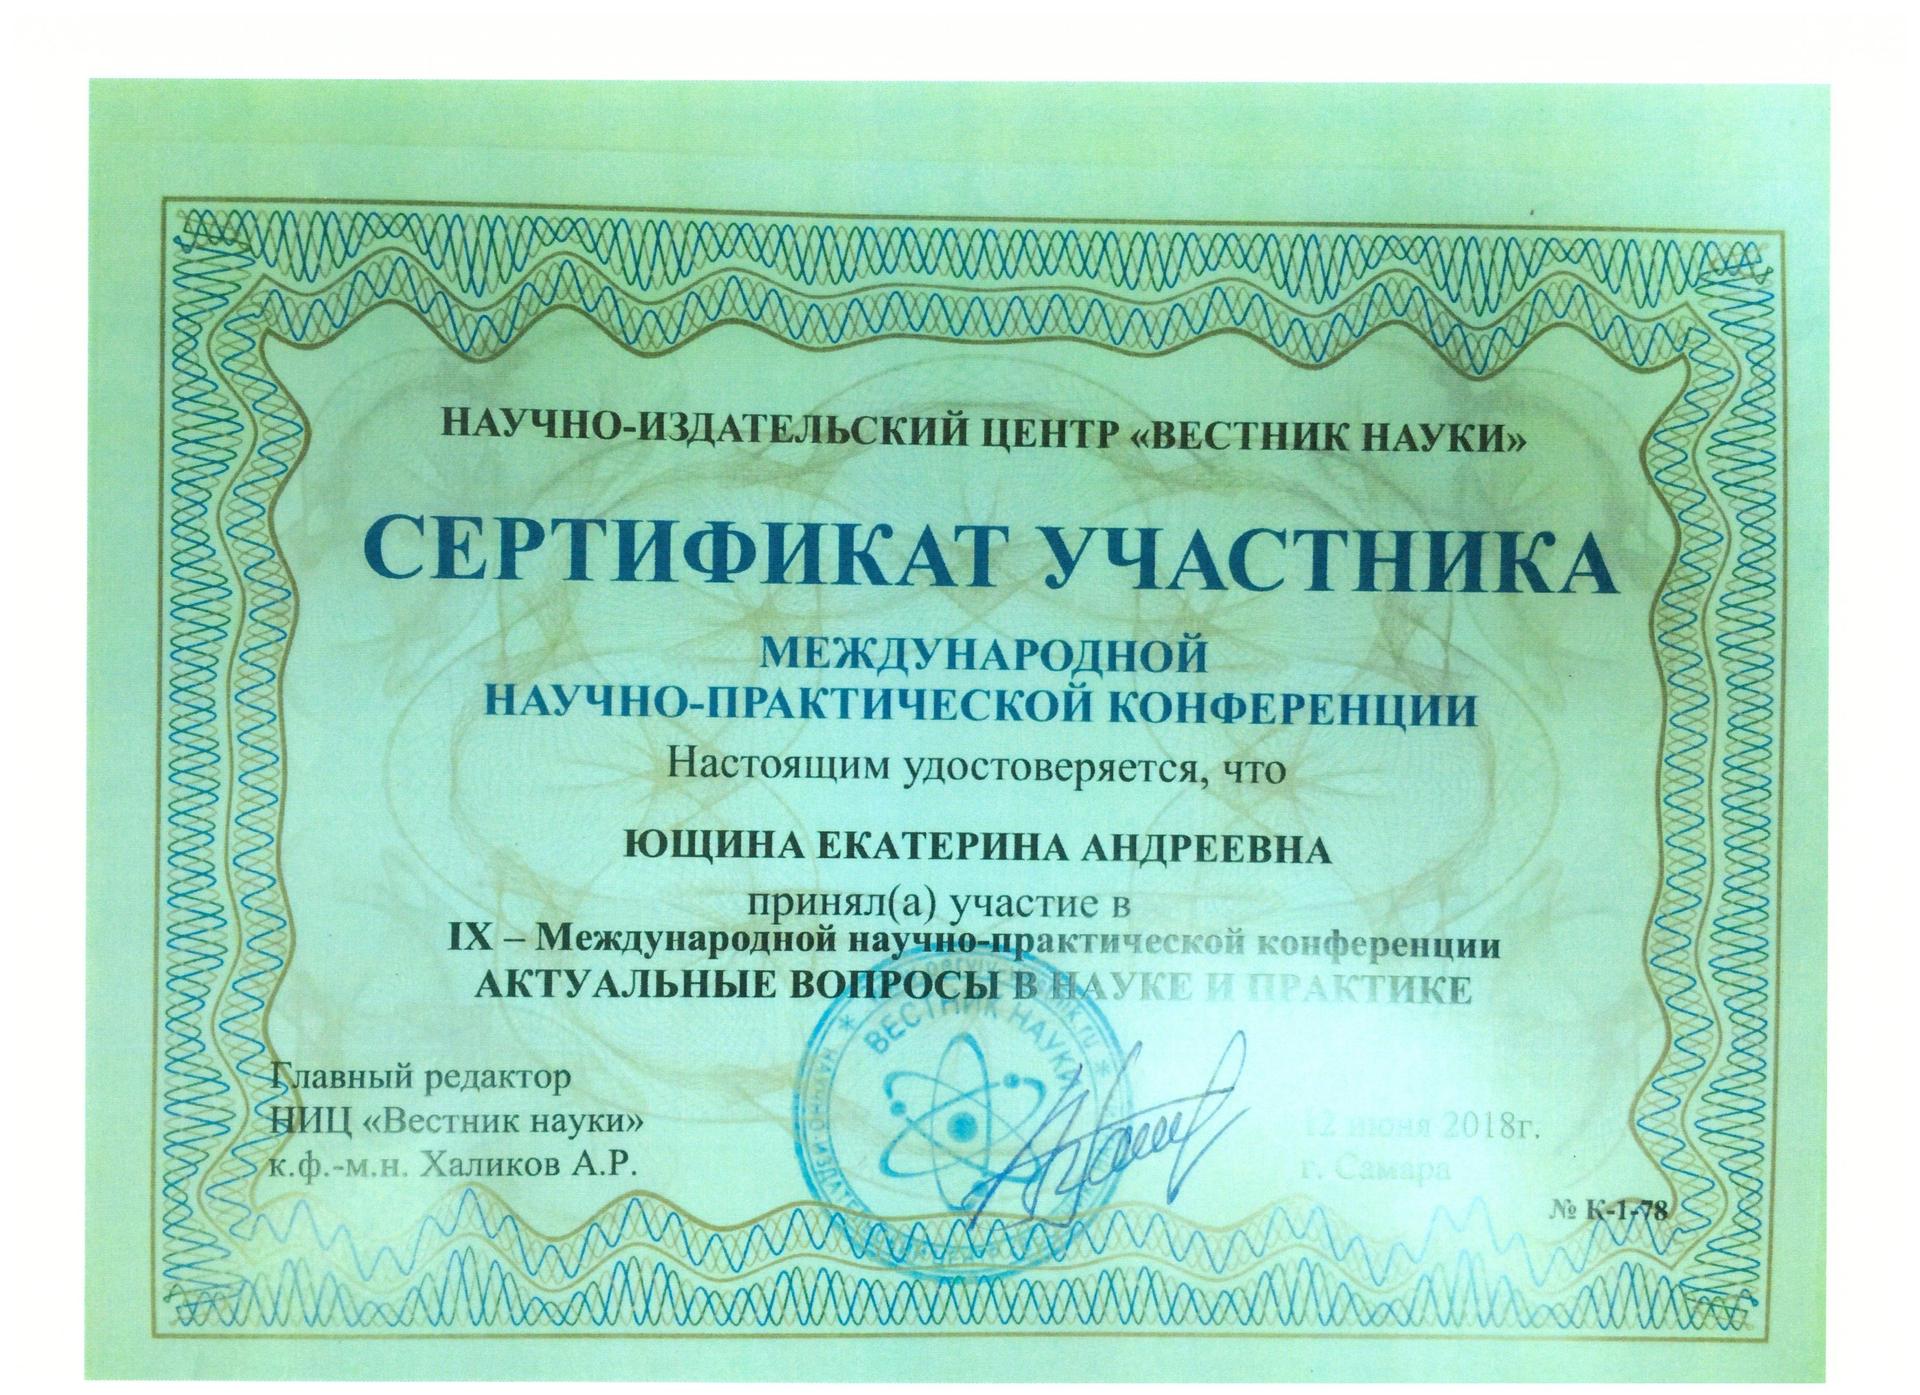 НАУЧНО-ИЗДАТЕЛЬСКИЙ ЦЕНТР «ВЕСТНИК НАУКИ»
СЕРТИФИКАТ УЧАСТНИКА
МЕЖДУНАРОДНОЙ
НАУЧНО-ПРАКТИЧЕСКОЙ КОНФЕРЕНЦИИ
Настоящим удостоверяется, что
ЮЩИНА ЕКАТЕРИНА АНДРЕЕВНА
принял(а) участие в
IX – Международной научно-практической конференции
АКТУАЛЬНЫЕ ВОПРОСЫ В НАУКЕ И ПРАКТИКЕ
ВЕСТНИК НАУКИ
Главный редактор
НИЦ «Вестник науки»
к.ф.-м.н. Халиков А.Р.
12 июня 2018г.
г. Самара
№ К-1-78